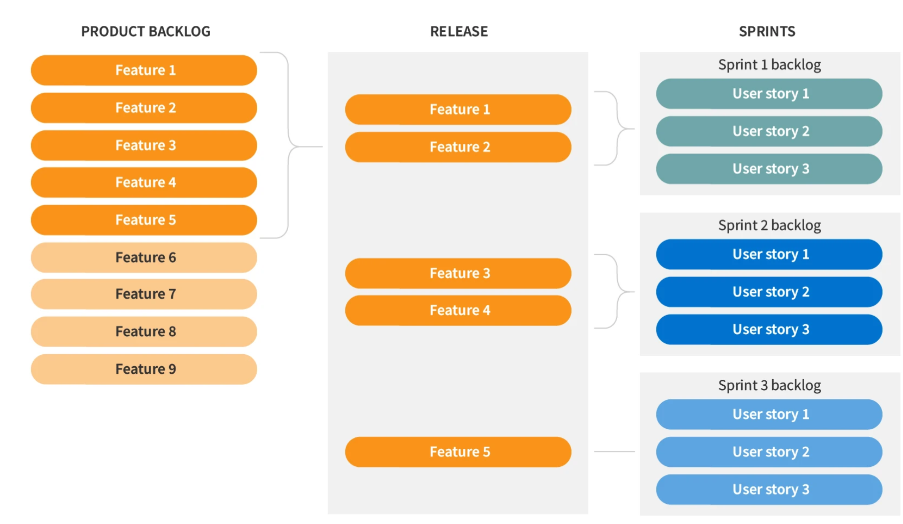 PRODUCT BACKLOG
Feature 1
Feature 2
Feature 3
Feature 4
Feature 5
Feature 6
Feature 7
Feature 8
Feature 9
RELEASE
Feature 1
Feature 2
Feature 3
Feature 4
Feature 5
SPRINTS
Sprint 1 backlog
User story 1
User story 2
User story 3
Sprint 2 backlog
User story 1
User story 2
User story 3
Sprint 3 backlog
User story 1
User story 2
User story 3